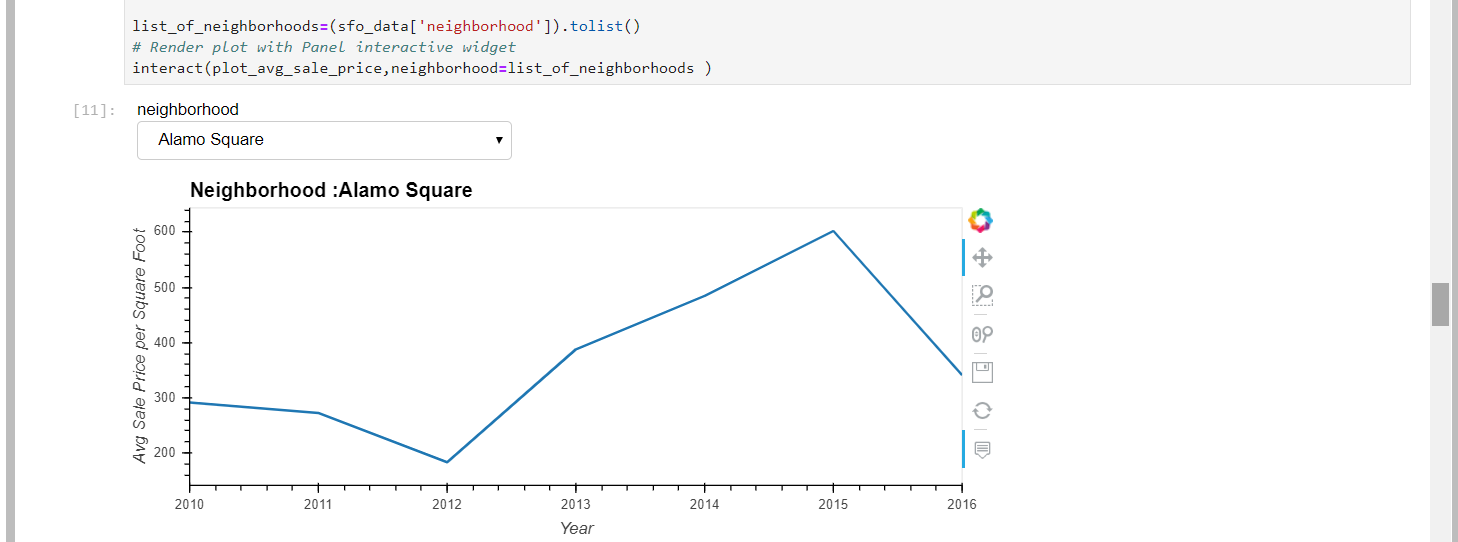 list_of_neighborhoods=(sfo_data['neighborhood']).tolist()
# Render plot with Panel interactive widget
interact(plot_avg_sale_price,neighborhood=list_of_neighborhoods )
[11]:
neighborhood
Alamo Square
Neighborhood :Alamo Square
Avg Sale Price per Square Foot
600
500
400
300
200
2010 2011 2012 2013 2014 2015 2016
Year